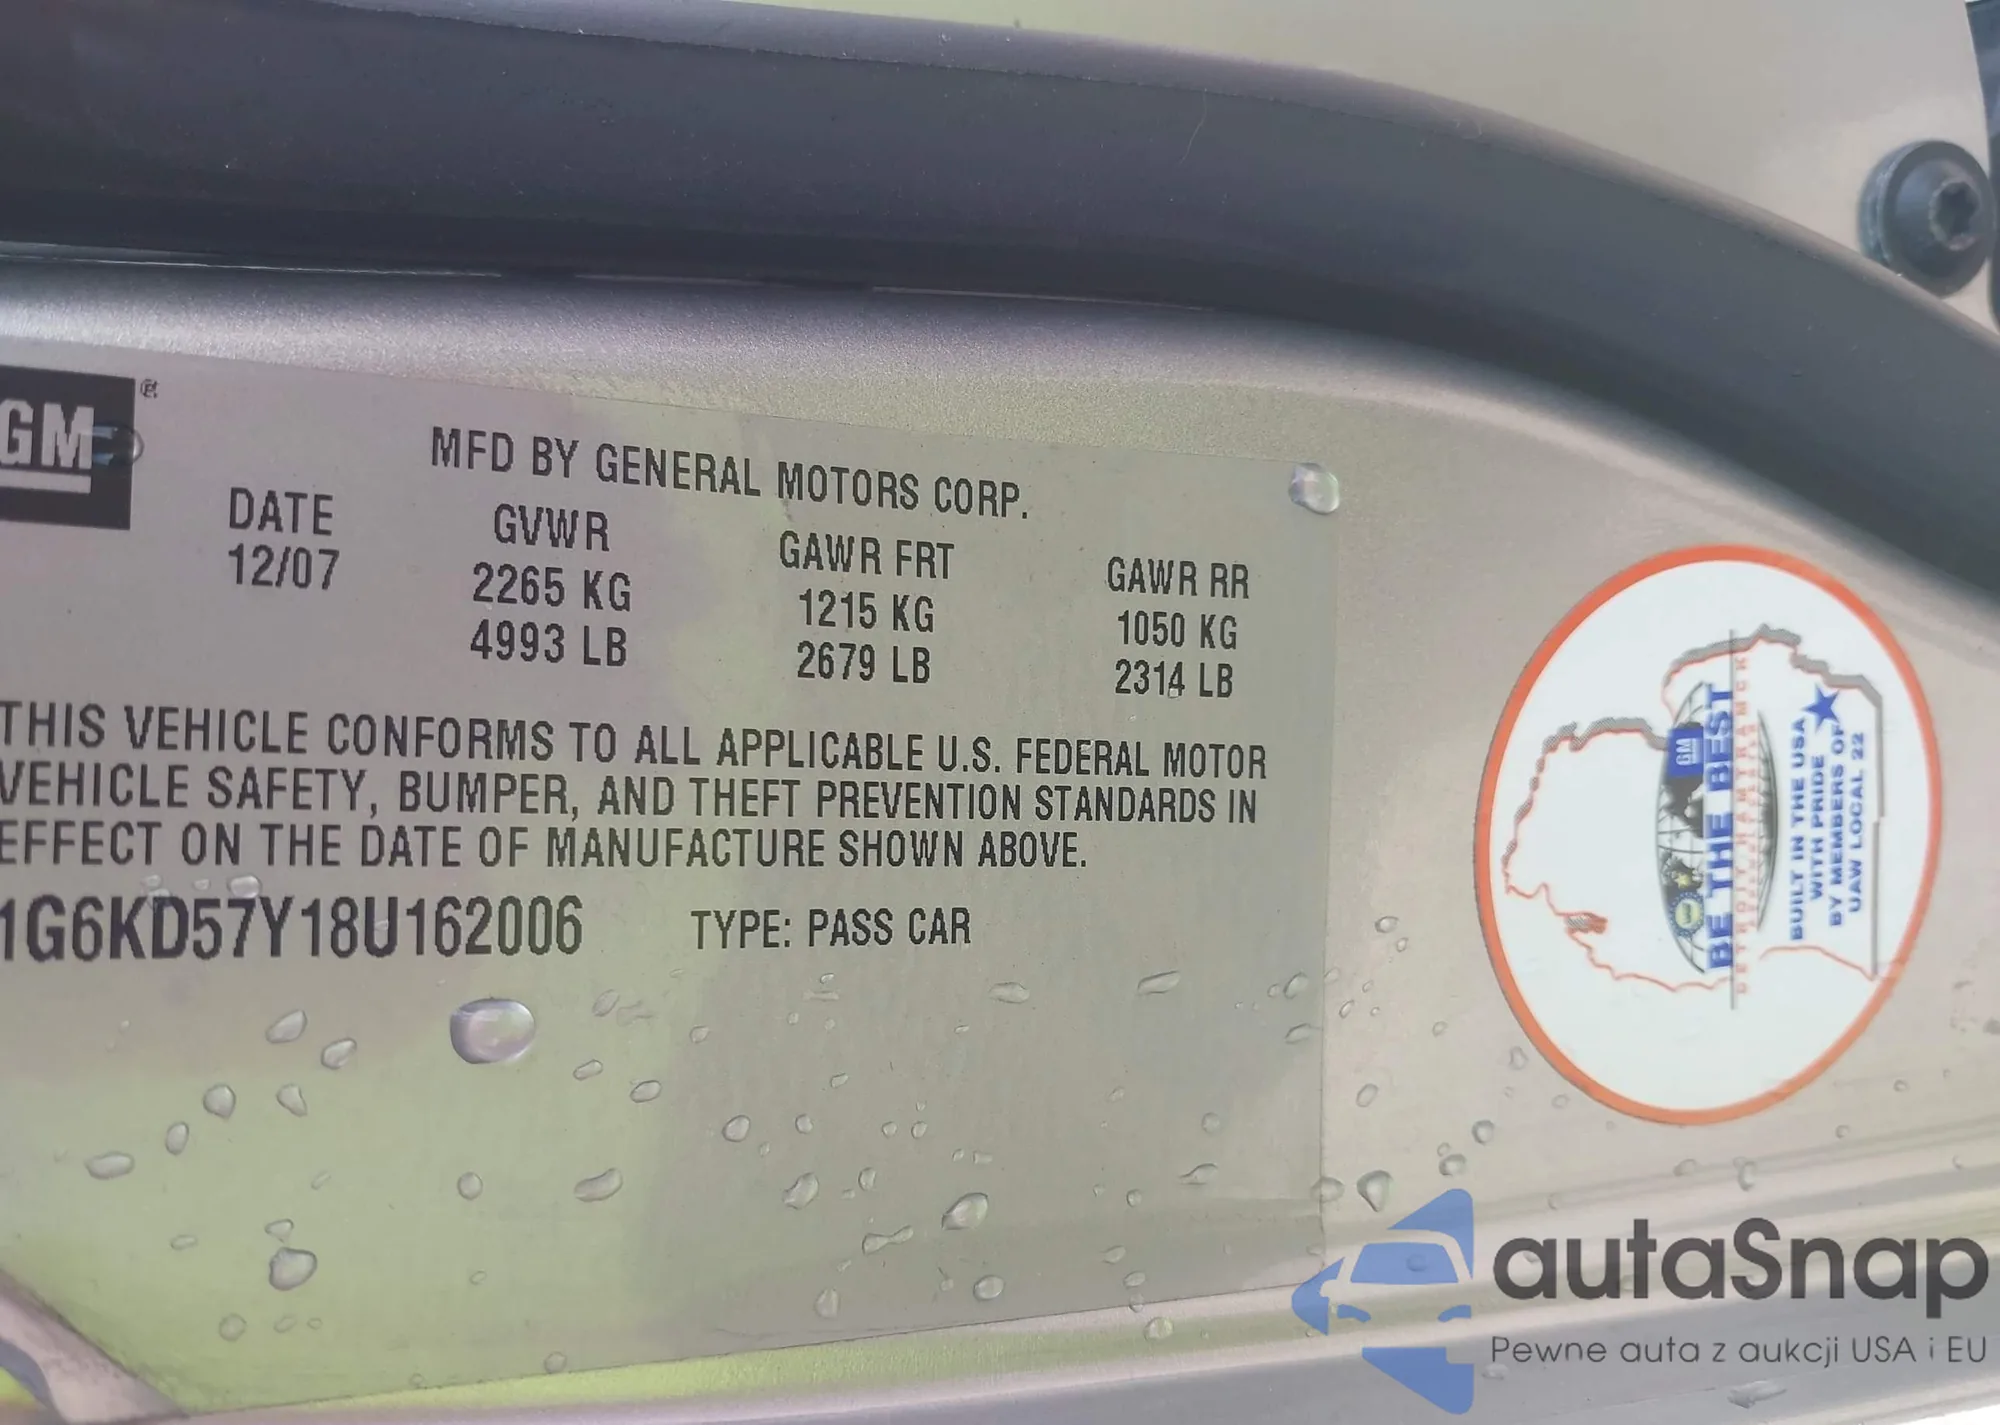 GM
MFD BY GENERAL MOTORS CORP.
DATE GVWR GAWR FRT GAWR RR
12/07 2265 KG 1215 KG 1050 KG
4993 LB 2679 LB 2314 LB
THIS VEHICLE CONFORMS TO ALL APPLICABLE U.S. FEDERAL MOTOR
VEHICLE SAFETY, BUMPER, AND THEFT PREVENTION STANDARDS IN
EFFECT ON THE DATE OF MANUFACTURE SHOWN ABOVE.
1G6KD57Y18U162006 TYPE: PASS CAR
GM
BE THE BEST
DETROIT HAMTRAMCK
BUILT IN THE USA
WITH PRIDE
BY MEMBERS OF
UAW LOCAL 22
autaSnap
Pewne auta z aukcji USA i EU